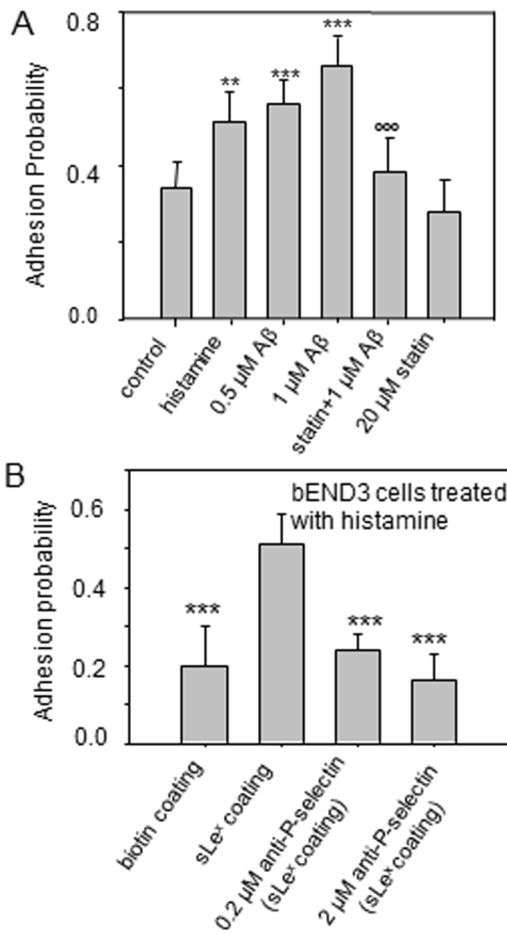 A
0.8
***
***
**
°°°
0.4
0.0
Adhesion Probability
control
histamine
0.5 μM Aβ
1 μM Aβ
statin+1 μM Aβ
20 μM statin
B
bEND3 cells treated
with histamine
0.6
0.4
***
***
***
0.2
0.0
Adhesion probability
biotin coating
sLeˣ coating
0.2 μM anti-P-selectin
(sLeˣ coating)
2 μM anti-P-selectin
(sLeˣ coating)